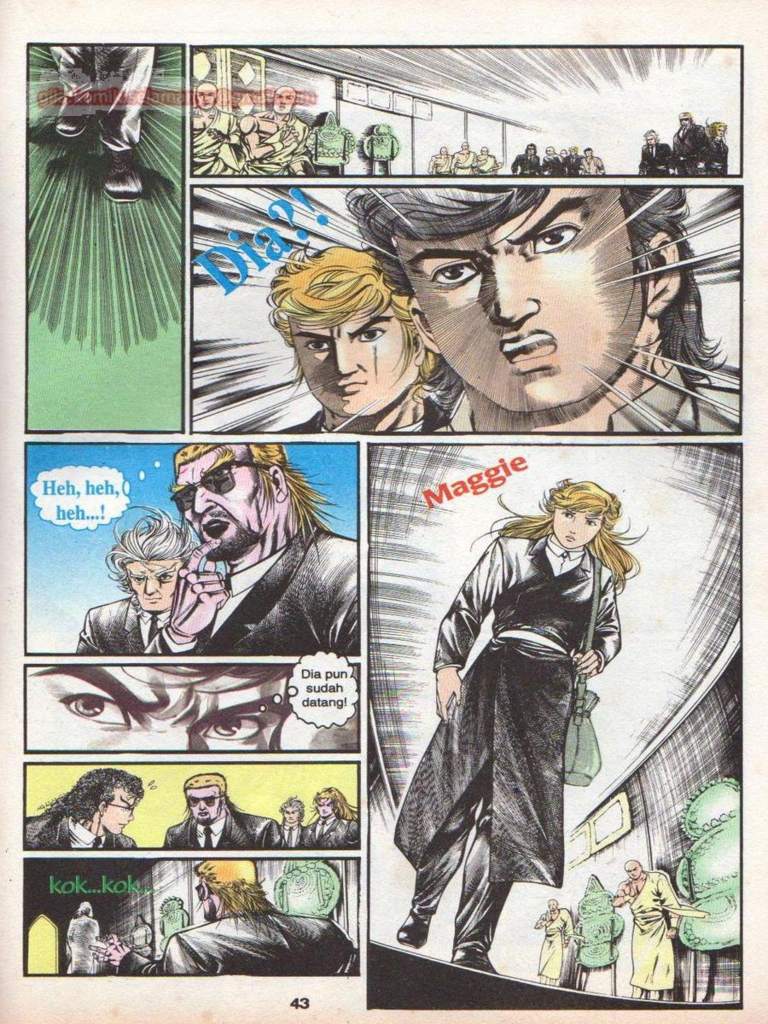 Dia?!
Heh, heh,
heh...!
Maggie
Dia pun
sudah
datang!
kok...kok...
43